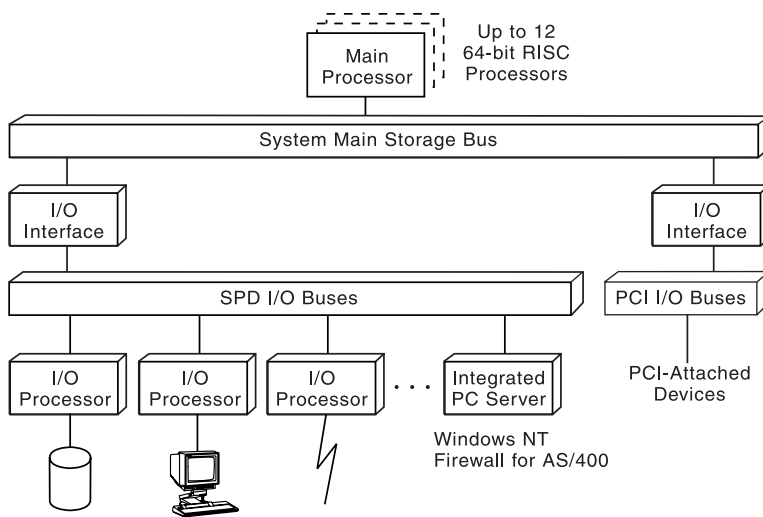 Main
Processor
Up to 12
64-bit RISC
Processors
System Main Storage Bus
I/O
Interface
I/O
Interface
SPD I/O Buses
PCI I/O Buses
I/O
Processor
I/O
Processor
I/O
Processor
. . .
Integrated
PC Server
PCI-Attached
Devices
Windows NT
Firewall for AS/400